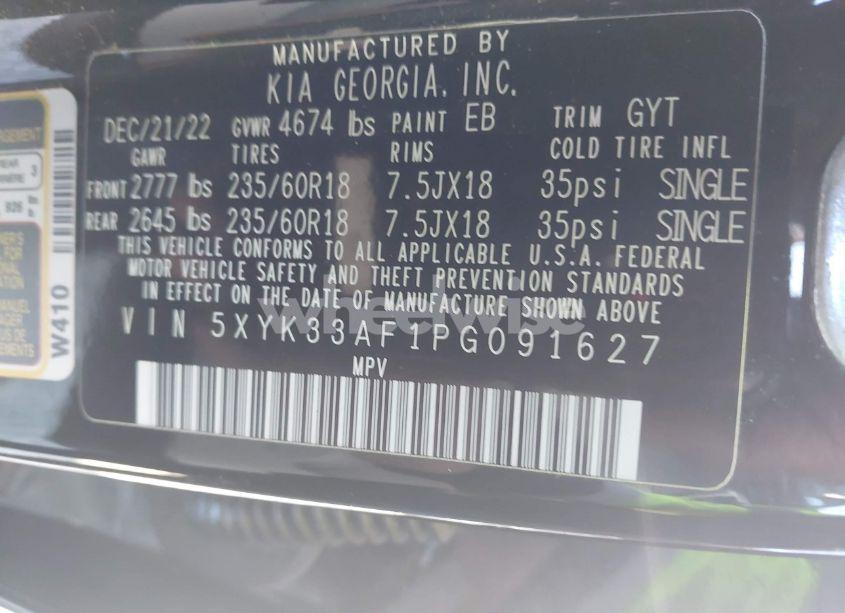 MANUFACTURED BY
KIA GEORGIA, INC.
DEC/21/22 GVWR 4674 lbs PAINT EB TRIM GYT
GAWR TIRES RIMS COLD TIRE INFL
FRONT 2777 lbs 235/60R18 7.5JX18 35psi SINGLE
REAR 2645 lbs 235/60R18 7.5JX18 35psi SINGLE
THIS VEHICLE CONFORMS TO ALL APPLICABLE U.S.A. FEDERAL
MOTOR VEHICLE SAFETY AND THEFT PREVENTION STANDARDS
IN EFFECT ON THE DATE OF MANUFACTURE SHOWN ABOVE
VIN 5XYK33AF1PG091627
MPV
wheelwise
W410
3
926